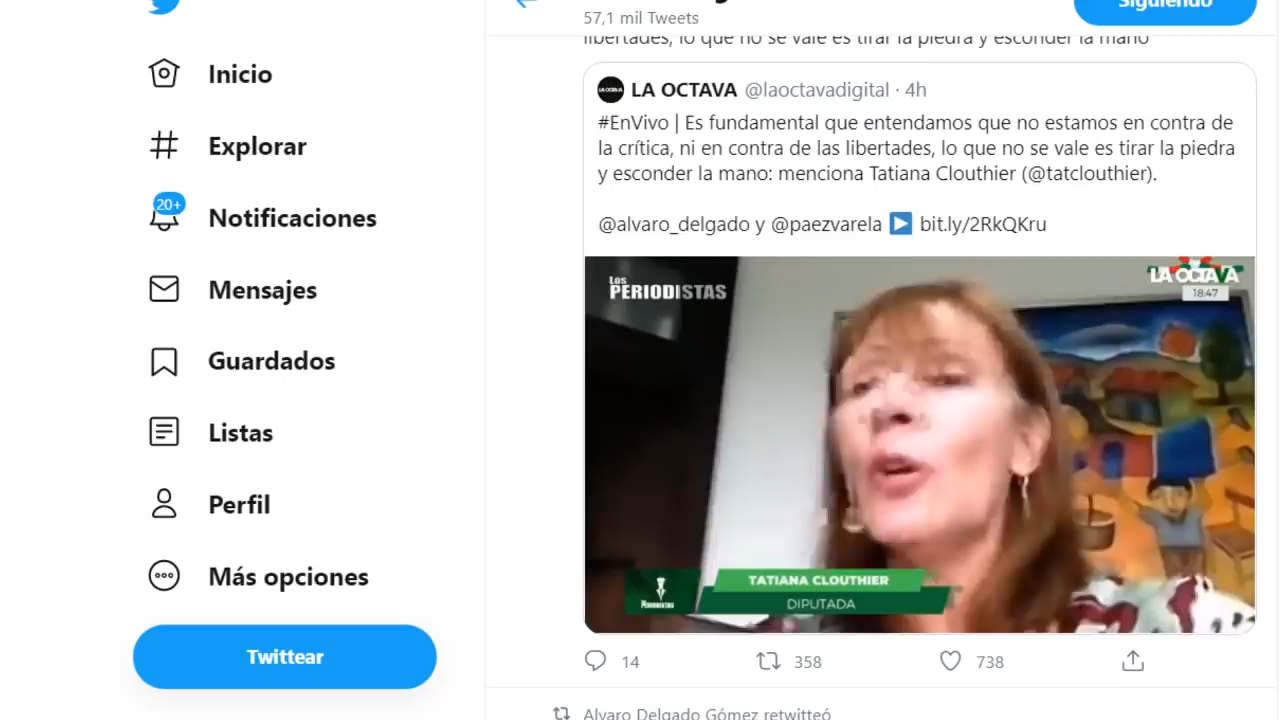 57,1 mil Tweets
Siguiendo
libertades, lo que no se vale es tirar la piedra y esconder la mano
Inicio
Explorar
20+
Notificaciones
Mensajes
Guardados
Listas
Perfil
Más opciones
Twittear
LA OCTAVA @laoctavadigital · 4h
#EnVivo | Es fundamental que entendamos que no estamos en contra de
la crítica, ni en contra de las libertades, lo que no se vale es tirar la piedra
y esconder la mano: menciona Tatiana Clouthier (@tatclouthier).
@alvaro_delgado y @paezvarela ▶ bit.ly/2RkQKru
Los
PERIODISTAS
LA OCTAVA
18:47
TATIANA CLOUTHIER
DIPUTADA
14
358
738
Alvaro Delgado Gómez retwitteó